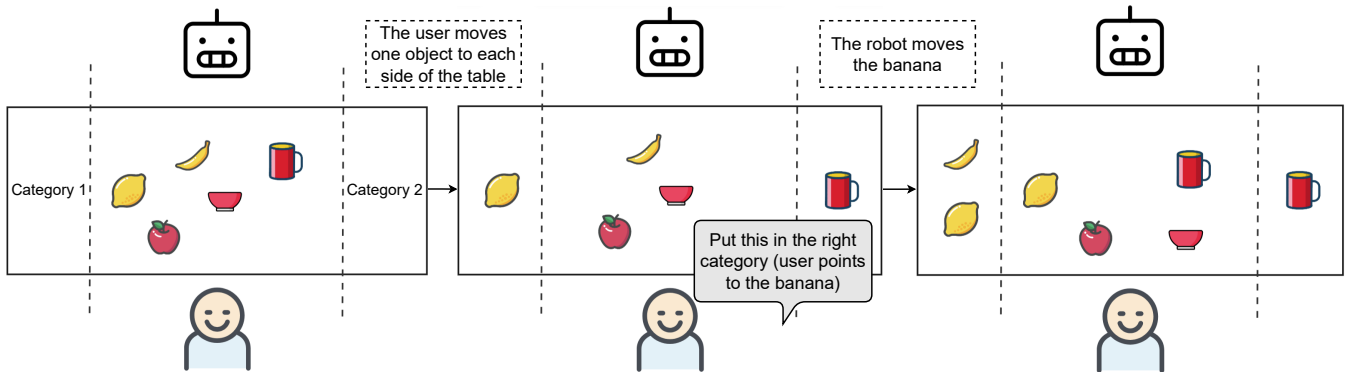 The user moves
one object to each
side of the table
The robot moves
the banana
Category 1
Category 2
Put this in the right
category (user points
to the banana)